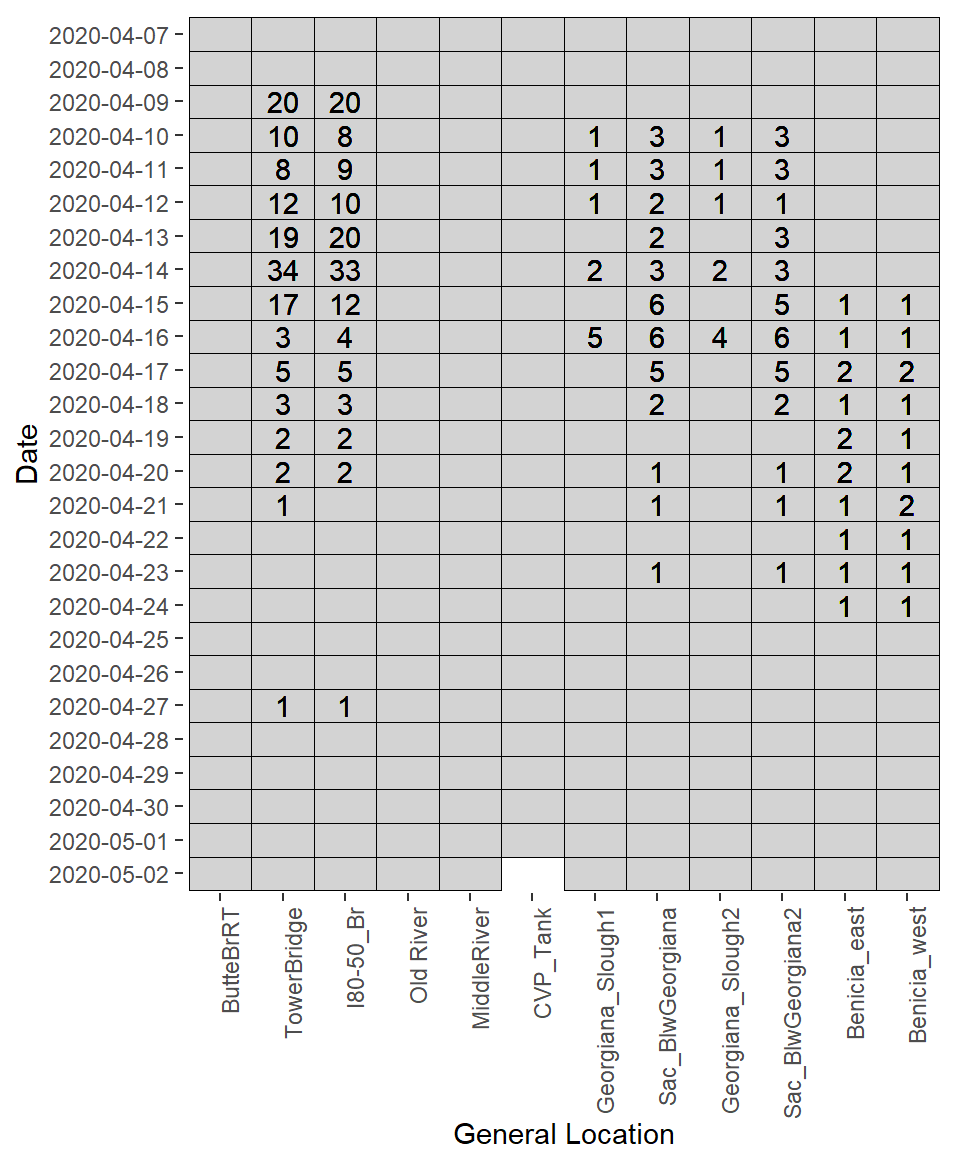 2020-04-07
2020-04-08
2020-04-09 20 20
2020-04-10 10 8 1 3 1 3
2020-04-11 8 9 1 3 1 3
2020-04-12 12 10 1 2 1 1
2020-04-13 19 20 2 3
2020-04-14 34 33 2 3 2 3
2020-04-15 17 12 6 5 1 1
2020-04-16 3 4 5 6 4 6 1 1
2020-04-17 5 5 5 5 2 2
2020-04-18 3 3 2 2 1 1
2020-04-19 2 2 2 1
2020-04-20 2 2 1 1 2 1
2020-04-21 1 1 1 1 2
2020-04-22 1 1
2020-04-23 1 1 1 1
2020-04-24 1 1
2020-04-25
2020-04-26
2020-04-27 1 1
2020-04-28
2020-04-29
2020-04-30
2020-05-01
2020-05-02
Date
ButteBrRT
TowerBridge
I80-50_Br
Old River
MiddleRiver
CVP_Tank
Georgiana_Slough1
Sac_BlwGeorgiana
Georgiana_Slough2
Sac_BlwGeorgiana2
Benicia_east
Benicia_west
General Location